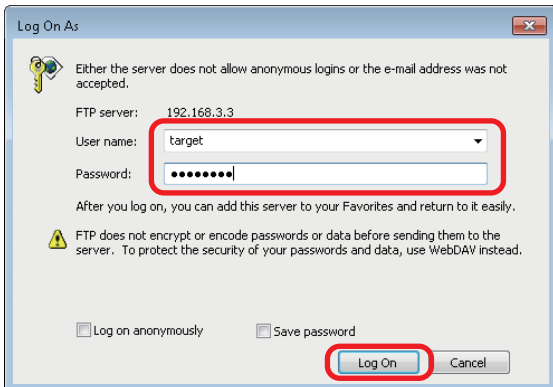 Log On As
Either the server does not allow anonymous logins or the e-mail address was not
accepted.
FTP server: 192.168.3.3
User name: target
Password: ●●●●●●●●
After you log on, you can add this server to your Favorites and return to it easily.
FTP does not encrypt or encode passwords or data before sending them to the
server. To protect the security of your passwords and data, use WebDAV instead.
Log on anonymously Save password
Log On Cancel